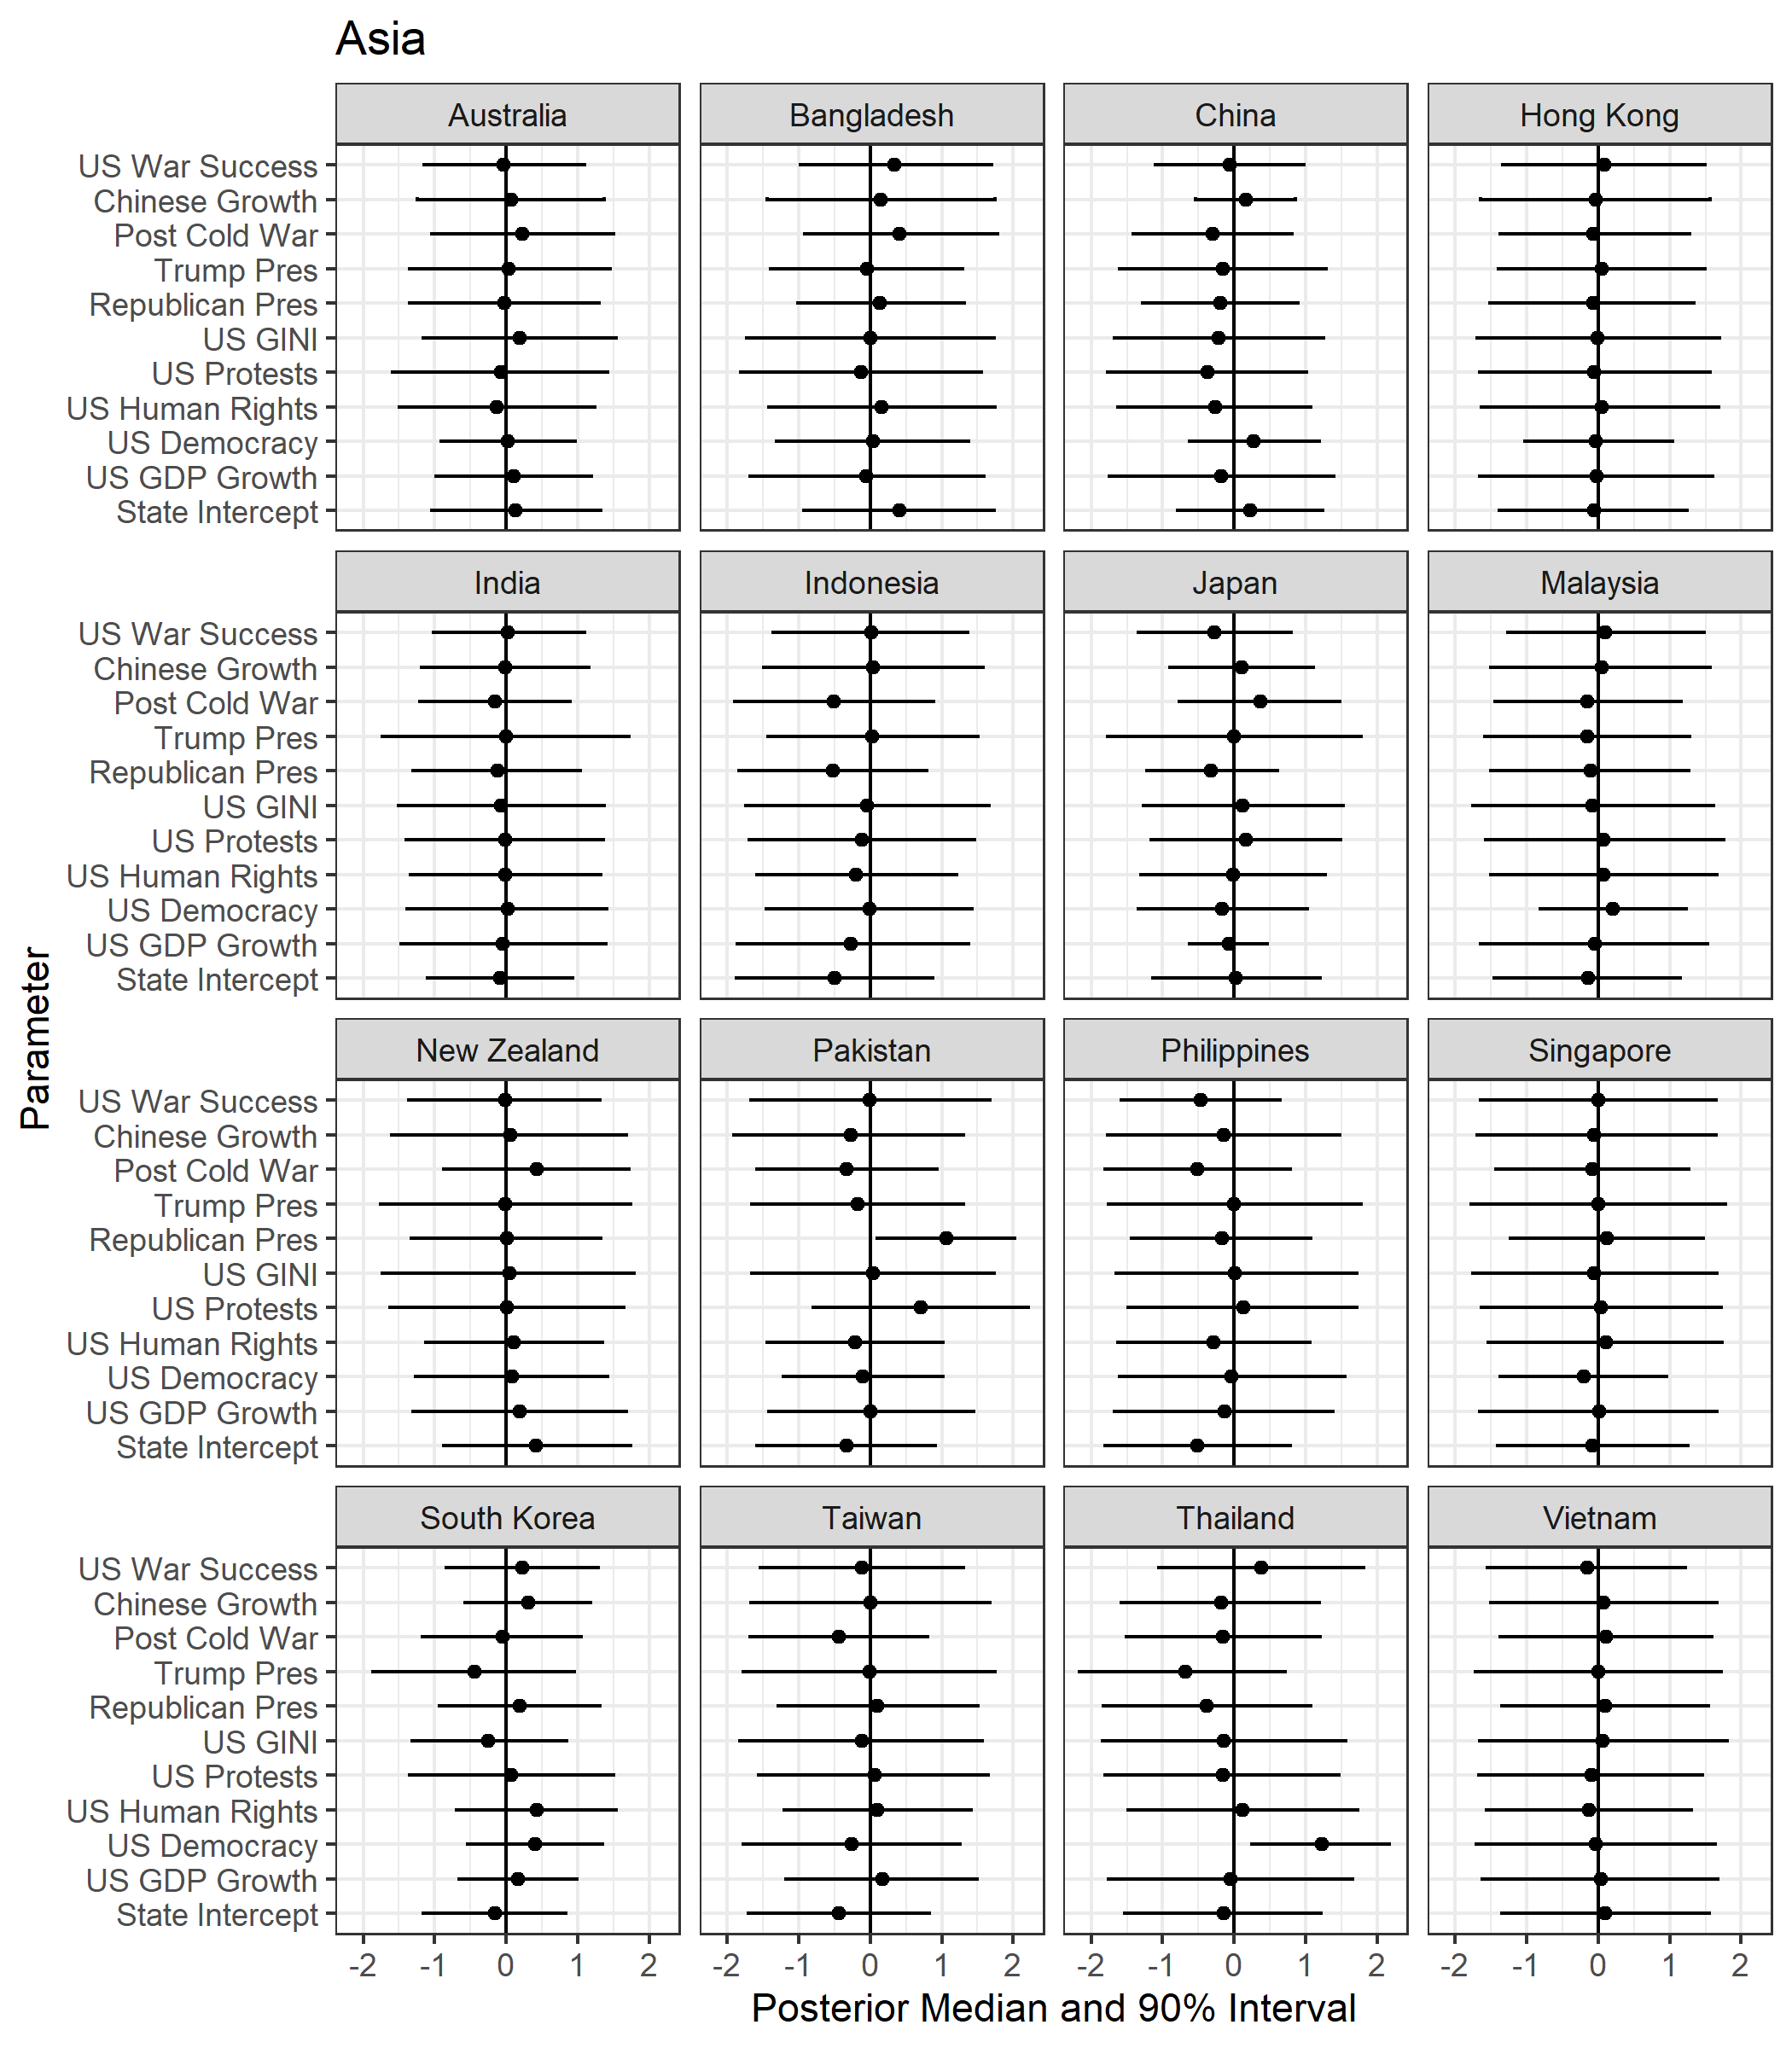 Asia
Australia Bangladesh China Hong Kong
US War Success
Chinese Growth
Post Cold War
Trump Pres
Republican Pres
US GINI
US Protests
US Human Rights
US Democracy
US GDP Growth
State Intercept
India Indonesia Japan Malaysia
US War Success
Chinese Growth
Post Cold War
Trump Pres
Republican Pres
US GINI
US Protests
US Human Rights
US Democracy
US GDP Growth
State Intercept
Parameter
New Zealand Pakistan Philippines Singapore
US War Success
Chinese Growth
Post Cold War
Trump Pres
Republican Pres
US GINI
US Protests
US Human Rights
US Democracy
US GDP Growth
State Intercept
South Korea Taiwan Thailand Vietnam
US War Success
Chinese Growth
Post Cold War
Trump Pres
Republican Pres
US GINI
US Protests
US Human Rights
US Democracy
US GDP Growth
State Intercept
-2 -1 0 1 2 -2 -1 0 1 2 -2 -1 0 1 2 -2 -1 0 1 2
Posterior Median and 90% Interval